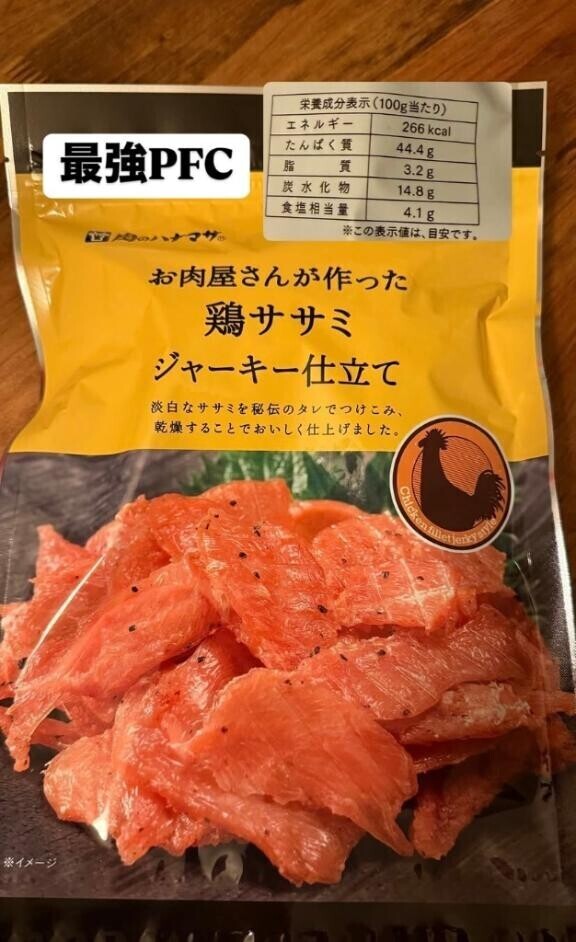 最強PFC
栄養成分表示(100g当たり)
エネルギー 266kcal
たんぱく質 44.4g
脂質 3.2g
炭水化物 14.8g
食塩相当量 4.1g
※この表示値は、目安です。
肉のハナマサ®
お肉屋さんが作った
鶏ササミ
ジャーキー仕立て
淡白なササミを秘伝のタレでつけこみ、
乾燥することでおいしく仕上げました。
Chicken fillet jerky style
※イメージ